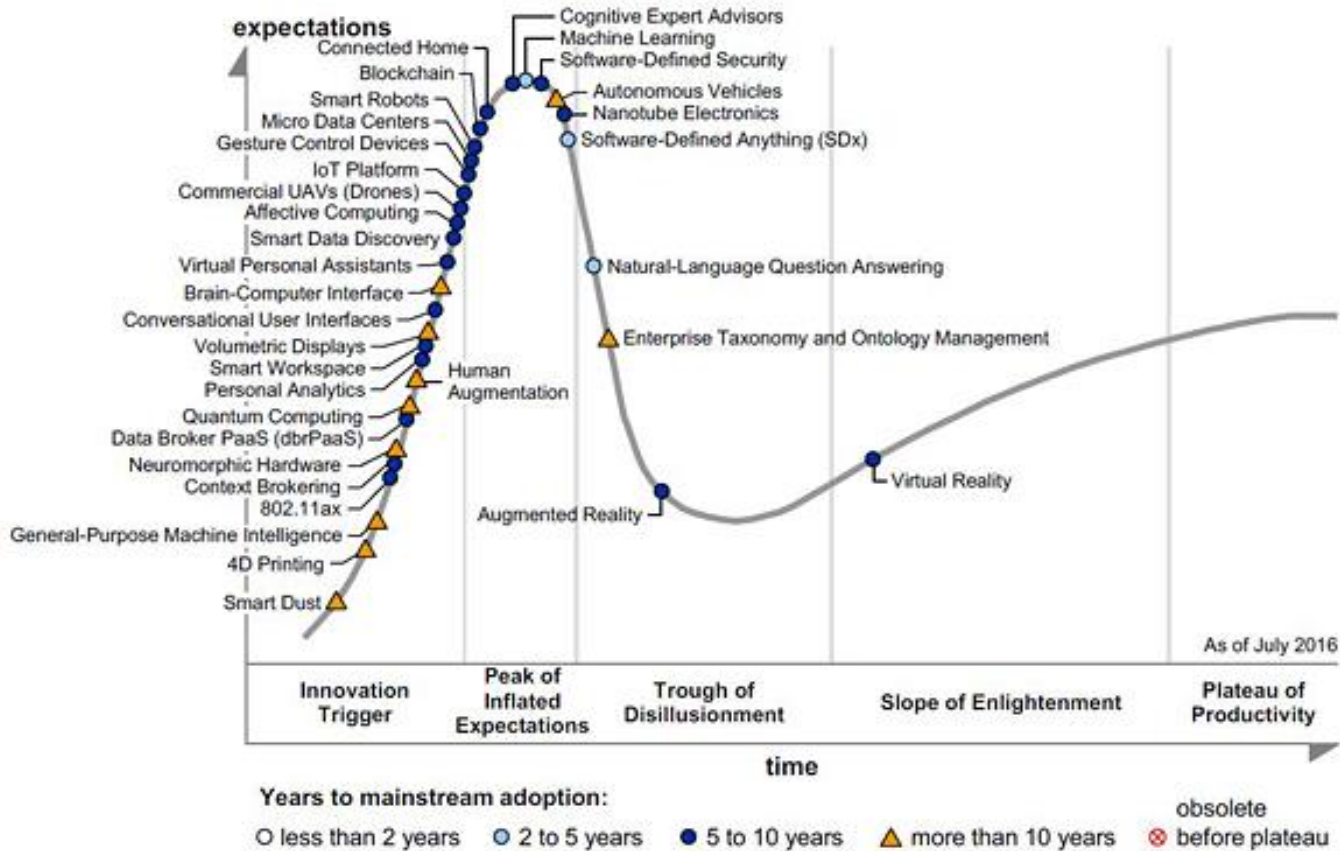 expectations
Cognitive Expert Advisors
Connected Home
Machine Learning
Blockchain
Software-Defined Security
Smart Robots
Autonomous Vehicles
Micro Data Centers
Nanotube Electronics
Gesture Control Devices
Software-Defined Anything (SDx)
IoT Platform
Commercial UAVs (Drones)
Affective Computing
Smart Data Discovery
Virtual Personal Assistants
Natural-Language Question Answering
Brain-Computer Interface
Conversational User Interfaces
Volumetric Displays
Enterprise Taxonomy and Ontology Management
Smart Workspace
Personal Analytics
Human
Augmentation
Quantum Computing
Data Broker PaaS (dbrPaaS)
Neuromorphic Hardware
Context Brokering
802.11ax
Virtual Reality
Augmented Reality
General-Purpose Machine Intelligence
4D Printing
Smart Dust
As of July 2016
Innovation
Trigger
Peak of
Inflated
Expectations
Trough of
Disillusionment
Slope of Enlightenment
Plateau of
Productivity
time
Years to mainstream adoption:
less than 2 years
2 to 5 years
5 to 10 years
more than 10 years
obsolete
before plateau